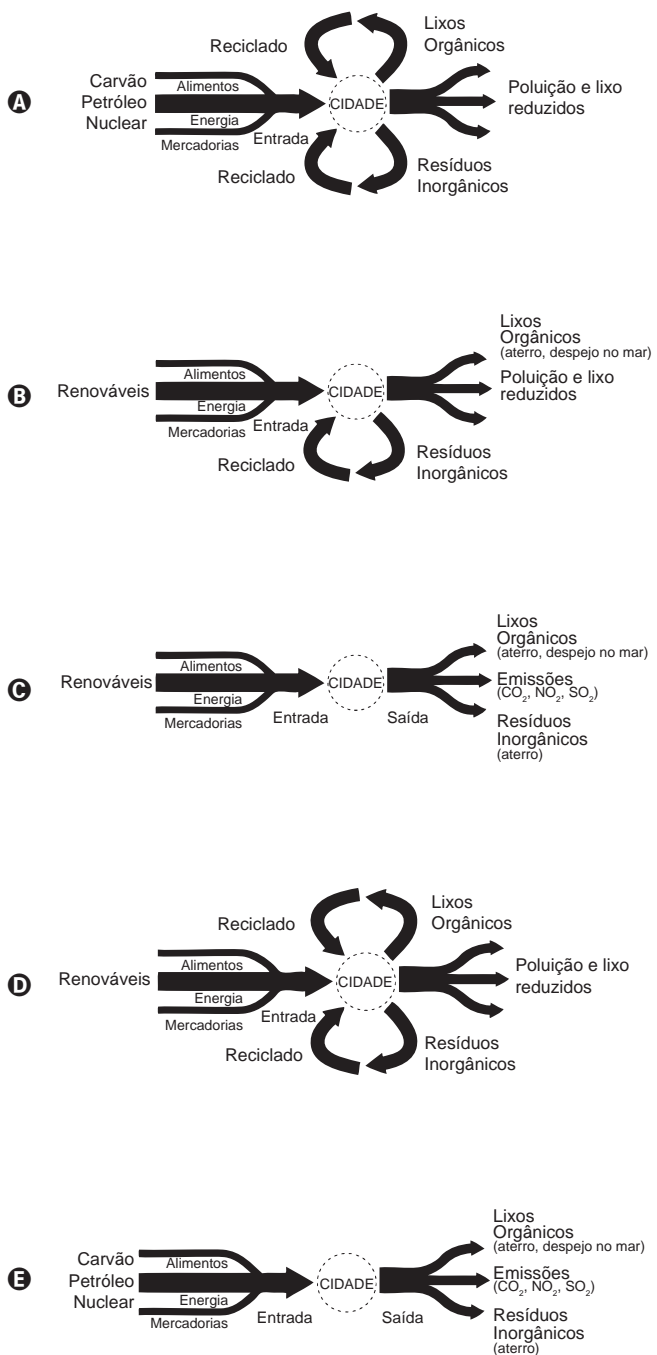 Reciclado
Lixos
Orgânicos
A
Carvão
Petróleo
Nuclear
Alimentos
Energia
Mercadorias
Entrada
CIDADE
Poluição e lixo
reduzidos
Reciclado
Resíduos
Inorgânicos
B
Renováveis
Alimentos
Energia
Mercadorias
Entrada
CIDADE
Lixos
Orgânicos
(aterro, despejo no mar)
Poluição e lixo
reduzidos
Reciclado
Resíduos
Inorgânicos
C
Renováveis
Alimentos
Energia
Mercadorias
Entrada
CIDADE
Saída
Lixos
Orgânicos
(aterro, despejo no mar)
Emissões
(CO₂, NO₂, SO₂)
Resíduos
Inorgânicos
(aterro)
Reciclado
Lixos
Orgânicos
D
Renováveis
Alimentos
Energia
Mercadorias
Entrada
CIDADE
Poluição e lixo
reduzidos
Reciclado
Resíduos
Inorgânicos
E
Carvão
Petróleo
Nuclear
Alimentos
Energia
Mercadorias
Entrada
CIDADE
Saída
Lixos
Orgânicos
(aterro, despejo no mar)
Emissões
(CO₂, NO₂, SO₂)
Resíduos
Inorgânicos
(aterro)